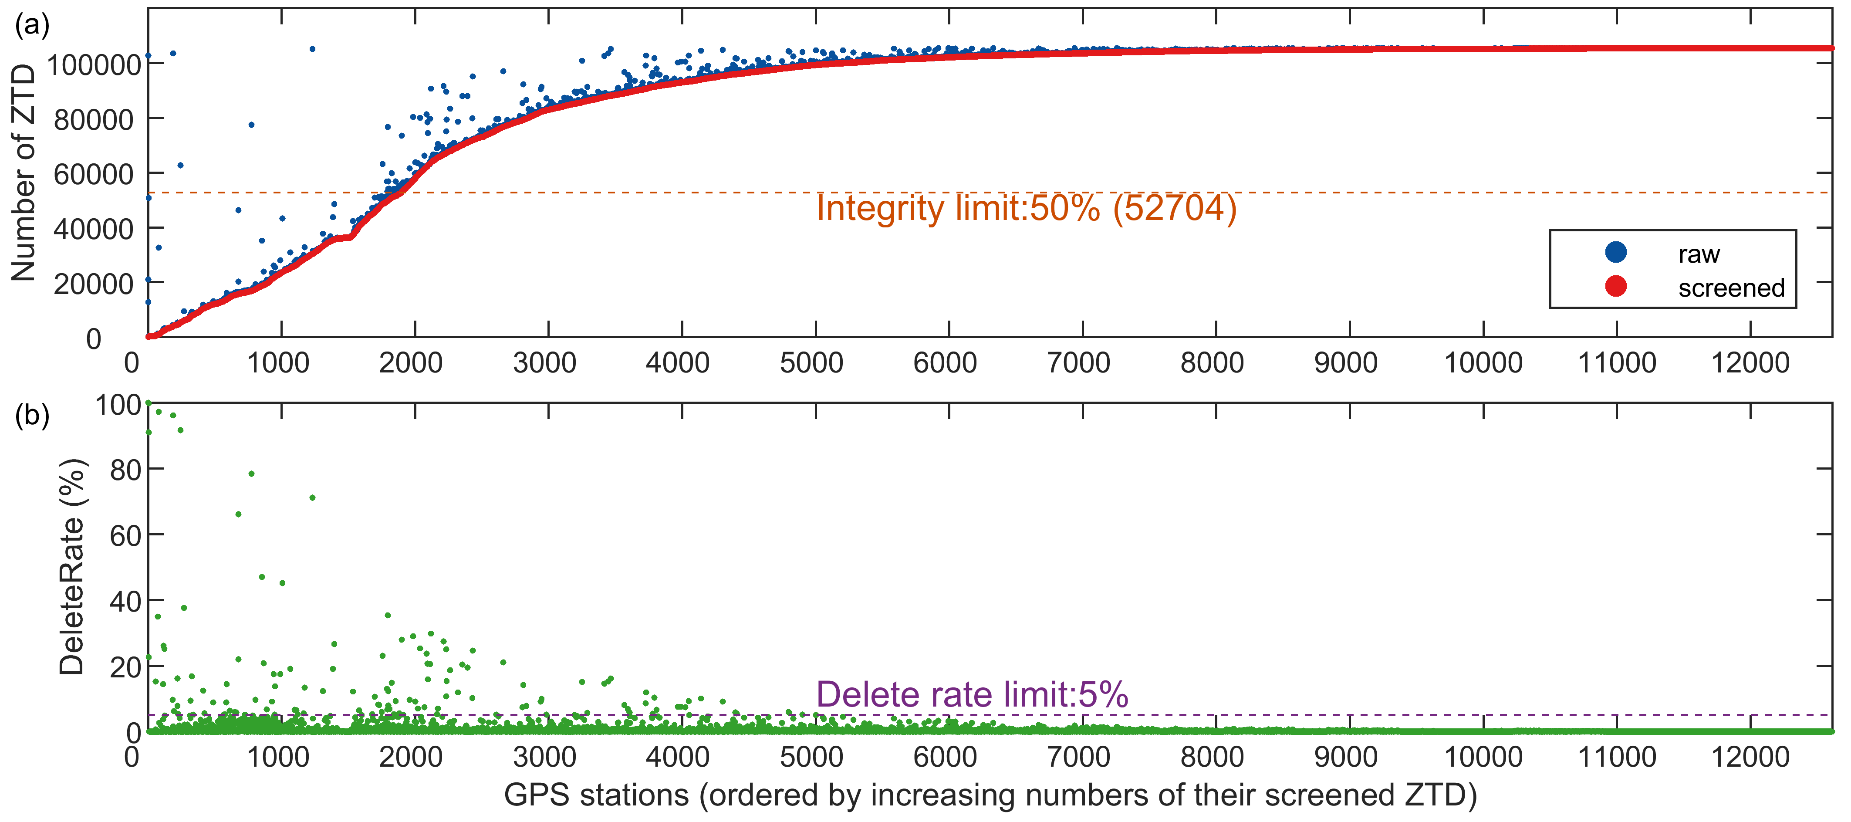 (a)
Number of ZTD
100000
80000
60000
40000
20000
0
Integrity limit:50% (52704)
raw
screened
0 1000 2000 3000 4000 5000 6000 7000 8000 9000 10000 11000 12000
(b)
DeleteRate (%)
100
80
60
40
20
0
Delete rate limit:5%
0 1000 2000 3000 4000 5000 6000 7000 8000 9000 10000 11000 12000
GPS stations (ordered by increasing numbers of their screened ZTD)